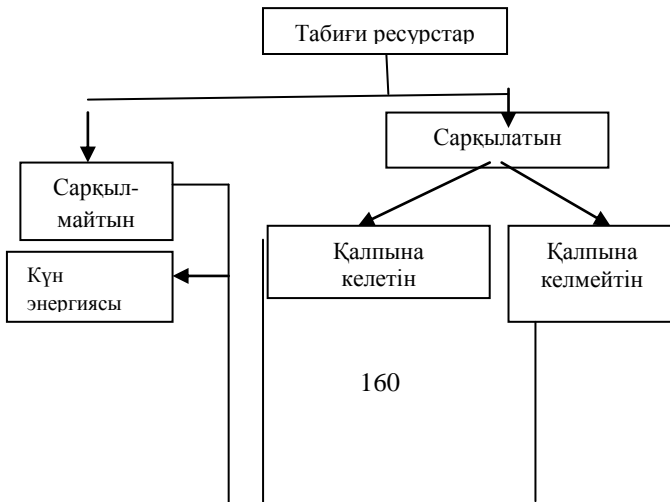 Табиғи ресурстар
Сарқылатын
Сарқыл-
майтын
Қалпына
келетін
Қалпына
келмейтін
Күн
энергиясы
160